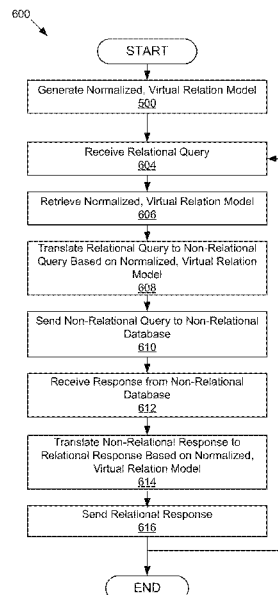 600
START
Generate Normalized, Virtual Relation Model
500
Receive Relational Query
604
Retrieve Normalized, Virtual Relation Model
606
Translate Relational Query to Non-Relational
Query Based on Normalized, Virtual Relation
Model
608
Send Non-Relational Query to Non-Relational
Database
610
Receive Response from Non-Relational
Database
612
Translate Non-Relational Response to
Relational Response Based on Normalized,
Virtual Relation Model
614
Send Relational Response
616
END